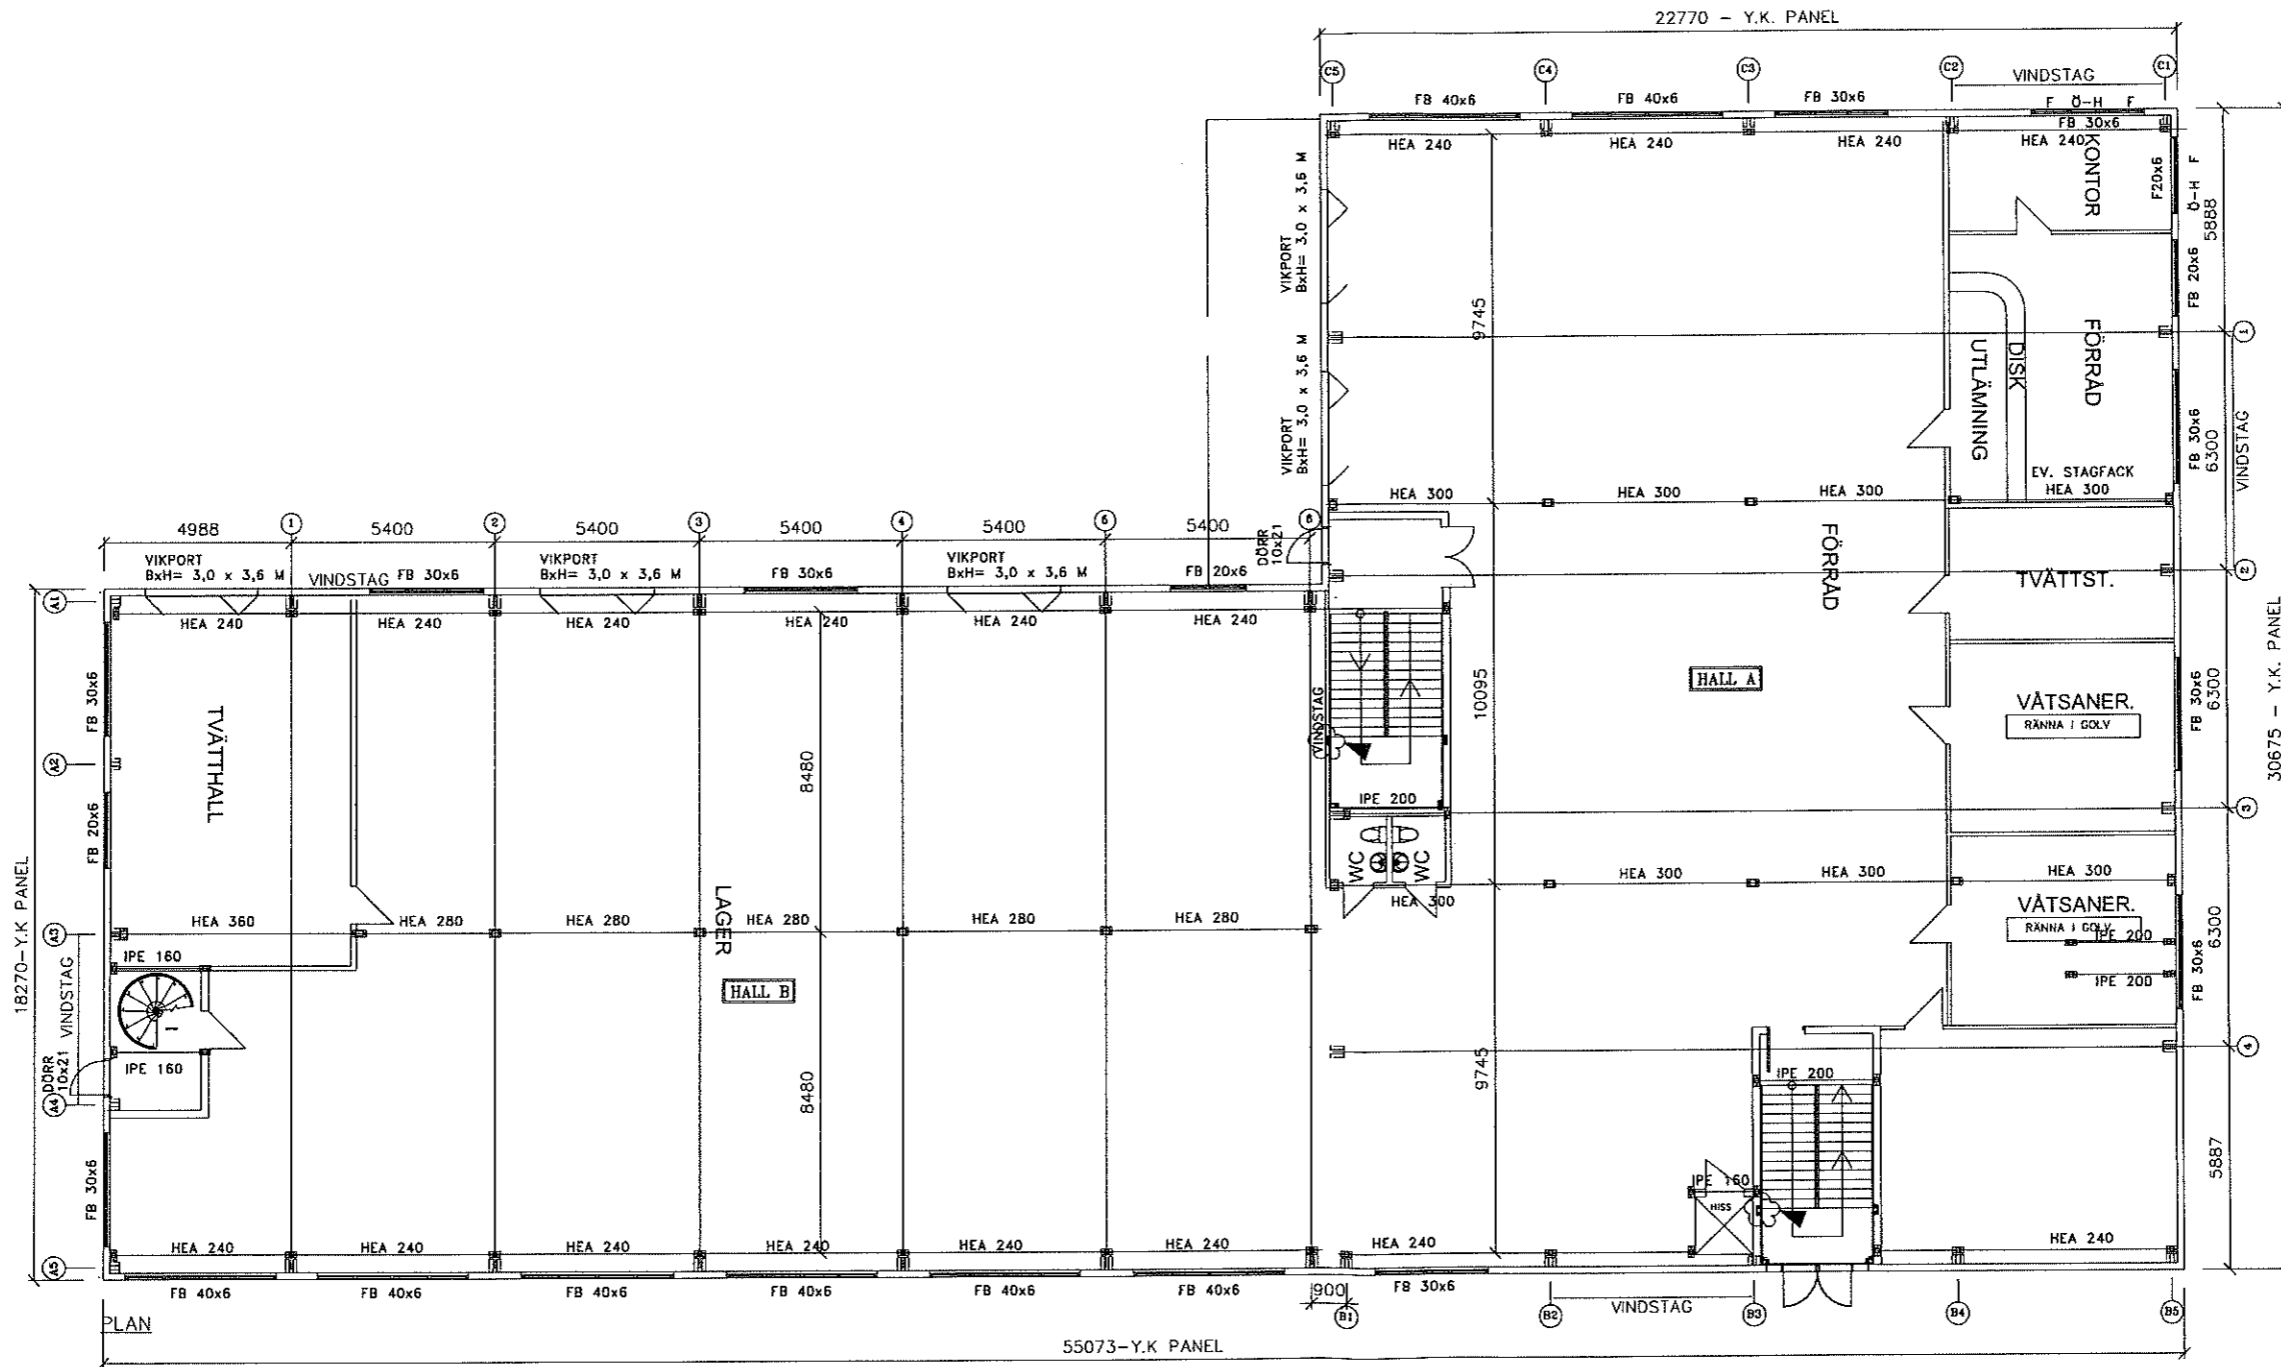 22770 - Y.K. PANEL
C5
C4
C3
C2
VINDSTAG
C1
FB 40x6
FB 40x6
FB 30x6
F Ö-H F
FB 30x6
HEA 240
HEA 240
HEA 240
HEA 240
KONTOR
F20x6
Ö-H F
5888
VIKPORT
BxH= 3,0 x 3,6 M
FB 20x6
9745
1
FÖRRÅD
DISK
UTLÄMNING
VIKPORT
BxH= 3,0 x 3,6 M
FB 30x6
6300
VINDSTAG
EV. STAGFACK
HEA 300
HEA 300
HEA 300
HEA 300
4988
1
5400
2
5400
3
5400
4
5400
5
5400
6
DÖRR
10x21
FÖRRÅD
VIKPORT
BxH= 3,0 x 3,6 M
VINDSTAG
FB 30x6
VIKPORT
BxH= 3,0 x 3,6 M
FB 30x6
VIKPORT
BxH= 3,0 x 3,6 M
FB 20x6
TVÄTTST.
2
A1
HEA 240
HEA 240
HEA 240
HEA 240
HEA 240
HEA 240
30675 - Y.K. PANEL
FB 30x6
TVÄTTHALL
VINDSTAG
10095
HALL A
VÅTSANER.
RÄNNA I GOLV
FB 30x6
6300
A2
8480
IPE 200
3
FB 20x6
WC
WC
18270-Y.K PANEL
LAGER
HEA 300
HEA 300
HEA 300
HEA 300
VÅTSANER.
RÄNNA I GOLV
IPE 200
IPE 200
FB 30x6
6300
A3
HEA 360
HEA 280
HEA 280
HEA 280
HEA 280
HEA 280
VINDSTAG
IPE 160
HALL B
DÖRR
10x21
IPE 160
A4
8480
9745
4
IPE 200
FB 30x6
IPE 160
HISS
5887
A5
HEA 240
HEA 240
HEA 240
HEA 240
HEA 240
HEA 240
HEA 240
HEA 240
FB 40x6
FB 40x6
FB 40x6
FB 40x6
FB 40x6
FB 40x6
900
FB 30x6
B1
B2
VINDSTAG
B3
B4
B5
PLAN
55073-Y.K PANEL